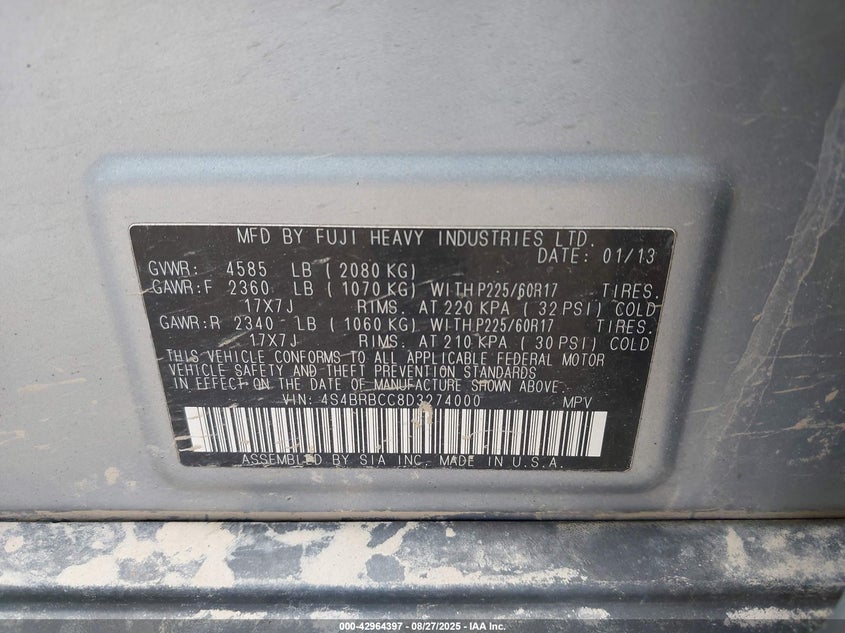 MFD BY FUJI HEAVY INDUSTRIES LTD.
DATE: 01/13
GVWR: 4585 LB ( 2080 KG)
GAWR:F 2360 LB ( 1070 KG) WITH P225/60R17 TIRES.
17X7J RIMS. AT 220 KPA ( 32 PSI) COLD
GAWR:R 2340 LB ( 1060 KG) WITH P225/60R17 TIRES.
17X7J RIMS. AT 210 KPA ( 30 PSI) COLD
THIS VEHICLE CONFORMS TO ALL APPLICABLE FEDERAL MOTOR
VEHICLE SAFETY AND THEFT PREVENTION STANDARDS
IN EFFECT ON THE DATE OF MANUFACTURE SHOWN ABOVE.
VIN: 4S4BRBCC8D3274000 MPV
ASSEMBLED BY SIA INC. MADE IN U.S.A.
000-42964397 - 08/27/2025 - IAA Inc.